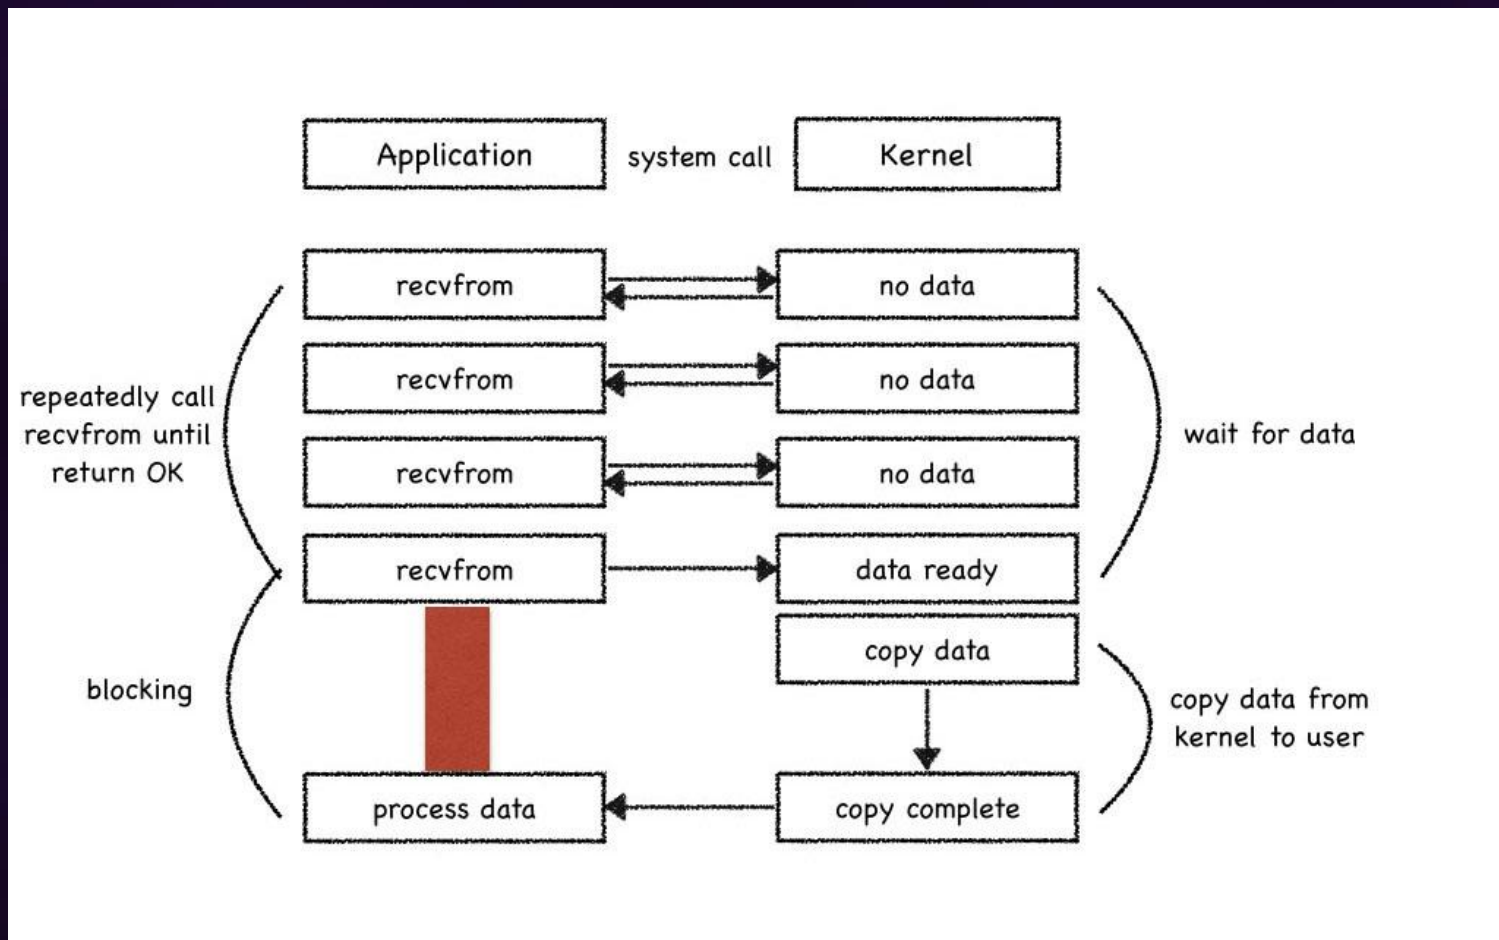 Application
system call
Kernel
recvfrom
no data
recvfrom
no data
repeatedly call
recvfrom until
return OK
wait for data
recvfrom
no data
recvfrom
data ready
copy data
blocking
copy data from
kernel to user
process data
copy complete